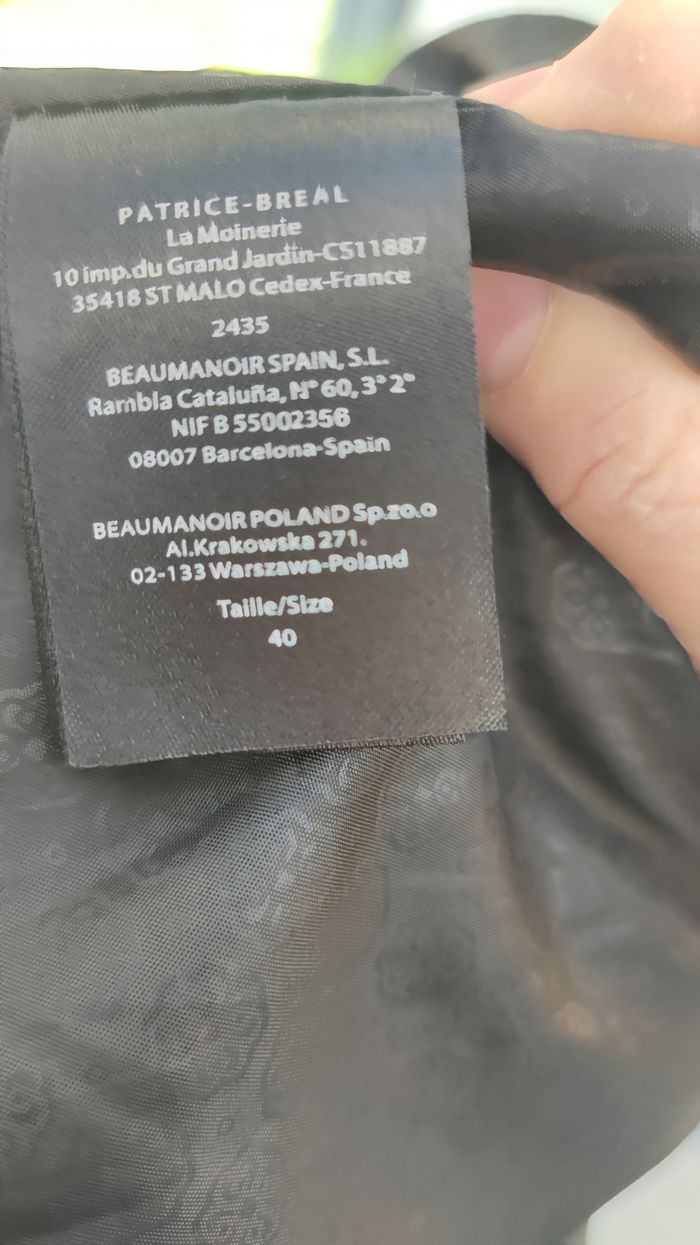 PATRICE-BREAL
La Moinerie
10 imp.du Grand Jardin-CS11887
35418 ST MALO Cedex-France
2435
BEAUMANOIR SPAIN, S.L.
Rambla Cataluña, N° 60, 3° 2°
NIF B 55002356
08007 Barcelona-Spain
BEAUMANOIR POLAND Sp.zo.o
Al.Krakowska 271.
02-133 Warszawa-Poland
Taille/Size
40